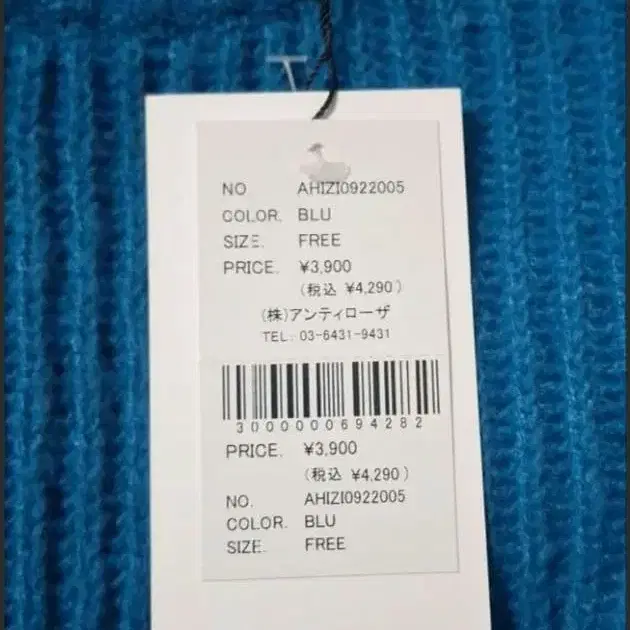 NO. AHIZI0922005
COLOR. BLU
SIZE. FREE
PRICE. ¥3,900
(税込 ¥4,290)
(株)アンティローザ
TEL: 03-6431-9431
3000000694282
PRICE. ¥3,900
(税込 ¥4,290)
NO. AHIZI0922005
COLOR. BLU
SIZE. FREE